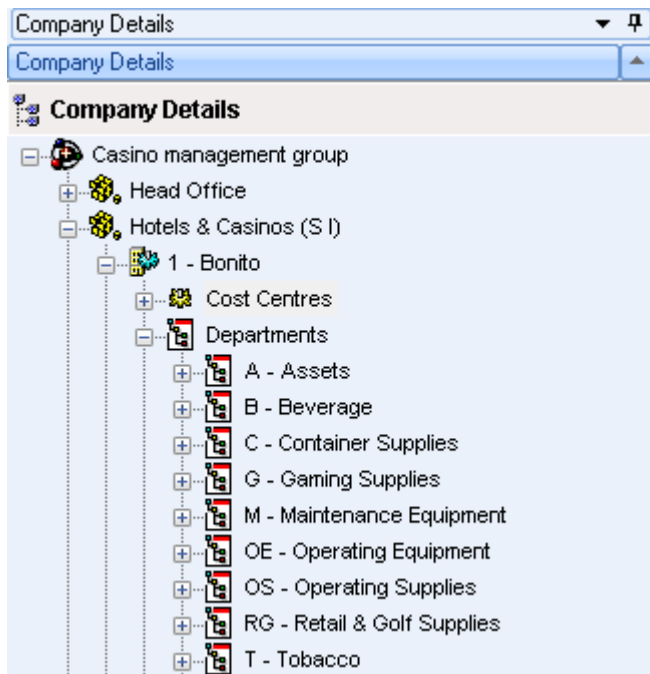 Company Details
Company Details
Company Details
Casino management group
Head Office
Hotels & Casinos (S I)
1 - Bonito
Cost Centres
Departments
A - Assets
B - Beverage
C - Container Supplies
G - Gaming Supplies
M - Maintenance Equipment
OE - Operating Equipment
OS - Operating Supplies
RG - Retail & Golf Supplies
T - Tobacco